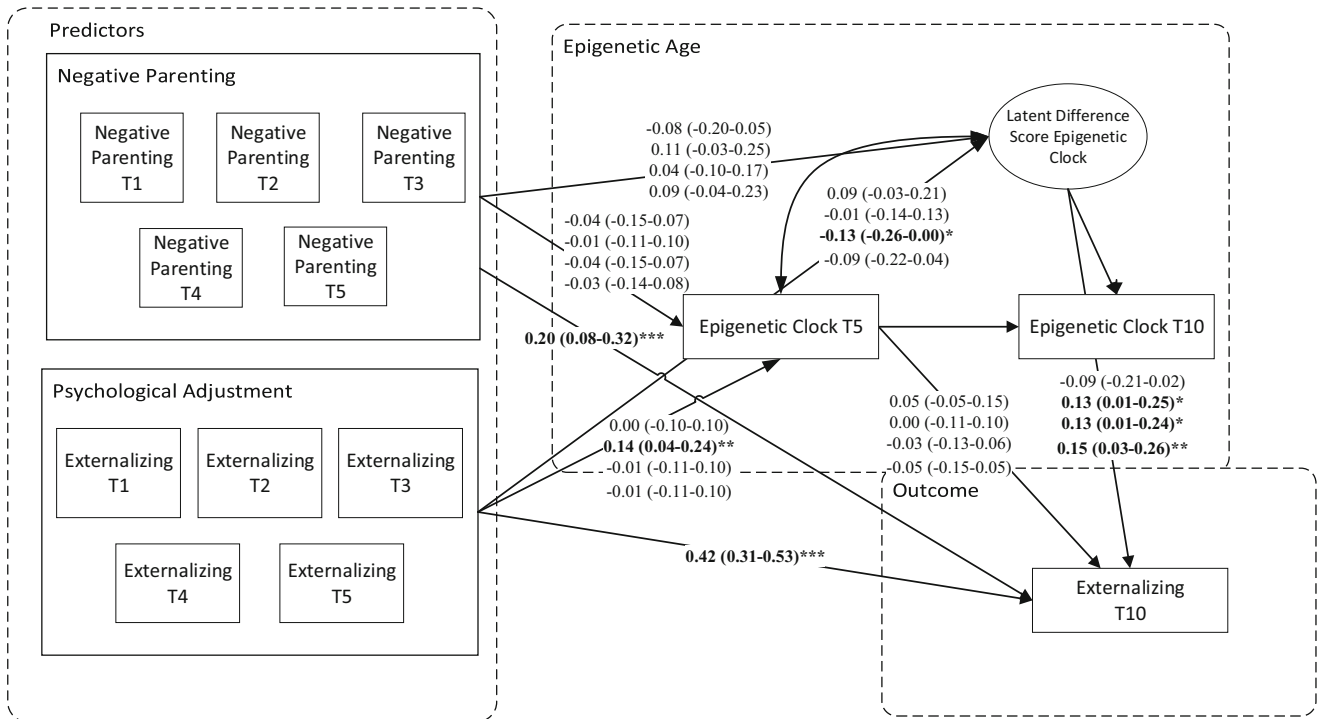 Predictors
Negative Parenting
Negative
Parenting
T1
Negative
Parenting
T2
Negative
Parenting
T3
Negative
Parenting
T4
Negative
Parenting
T5
Psychological Adjustment
Externalizing
T1
Externalizing
T2
Externalizing
T3
Externalizing
T4
Externalizing
T5
Epigenetic Age
Latent Difference
Score Epigenetic
Clock
-0.08 (-0.20-0.05)
0.11 (-0.03-0.25)
0.04 (-0.10-0.17)
0.09 (-0.04-0.23)
0.09 (-0.03-0.21)
-0.01 (-0.14-0.13)
-0.13 (-0.26-0.00)*
-0.09 (-0.22-0.04)
-0.04 (-0.15-0.07)
-0.01 (-0.11-0.10)
-0.04 (-0.15-0.07)
-0.03 (-0.14-0.08)
Epigenetic Clock T5
Epigenetic Clock T10
0.20 (0.08-0.32)***
0.00 (-0.10-0.10)
0.14 (0.04-0.24)**
-0.01 (-0.11-0.10)
-0.01 (-0.11-0.10)
0.05 (-0.05-0.15)
0.00 (-0.11-0.10)
-0.03 (-0.13-0.06)
-0.05 (-0.15-0.05)
-0.09 (-0.21-0.02)
0.13 (0.01-0.25)*
0.13 (0.01-0.24)*
0.15 (0.03-0.26)**
0.42 (0.31-0.53)***
Outcome
Externalizing
T10